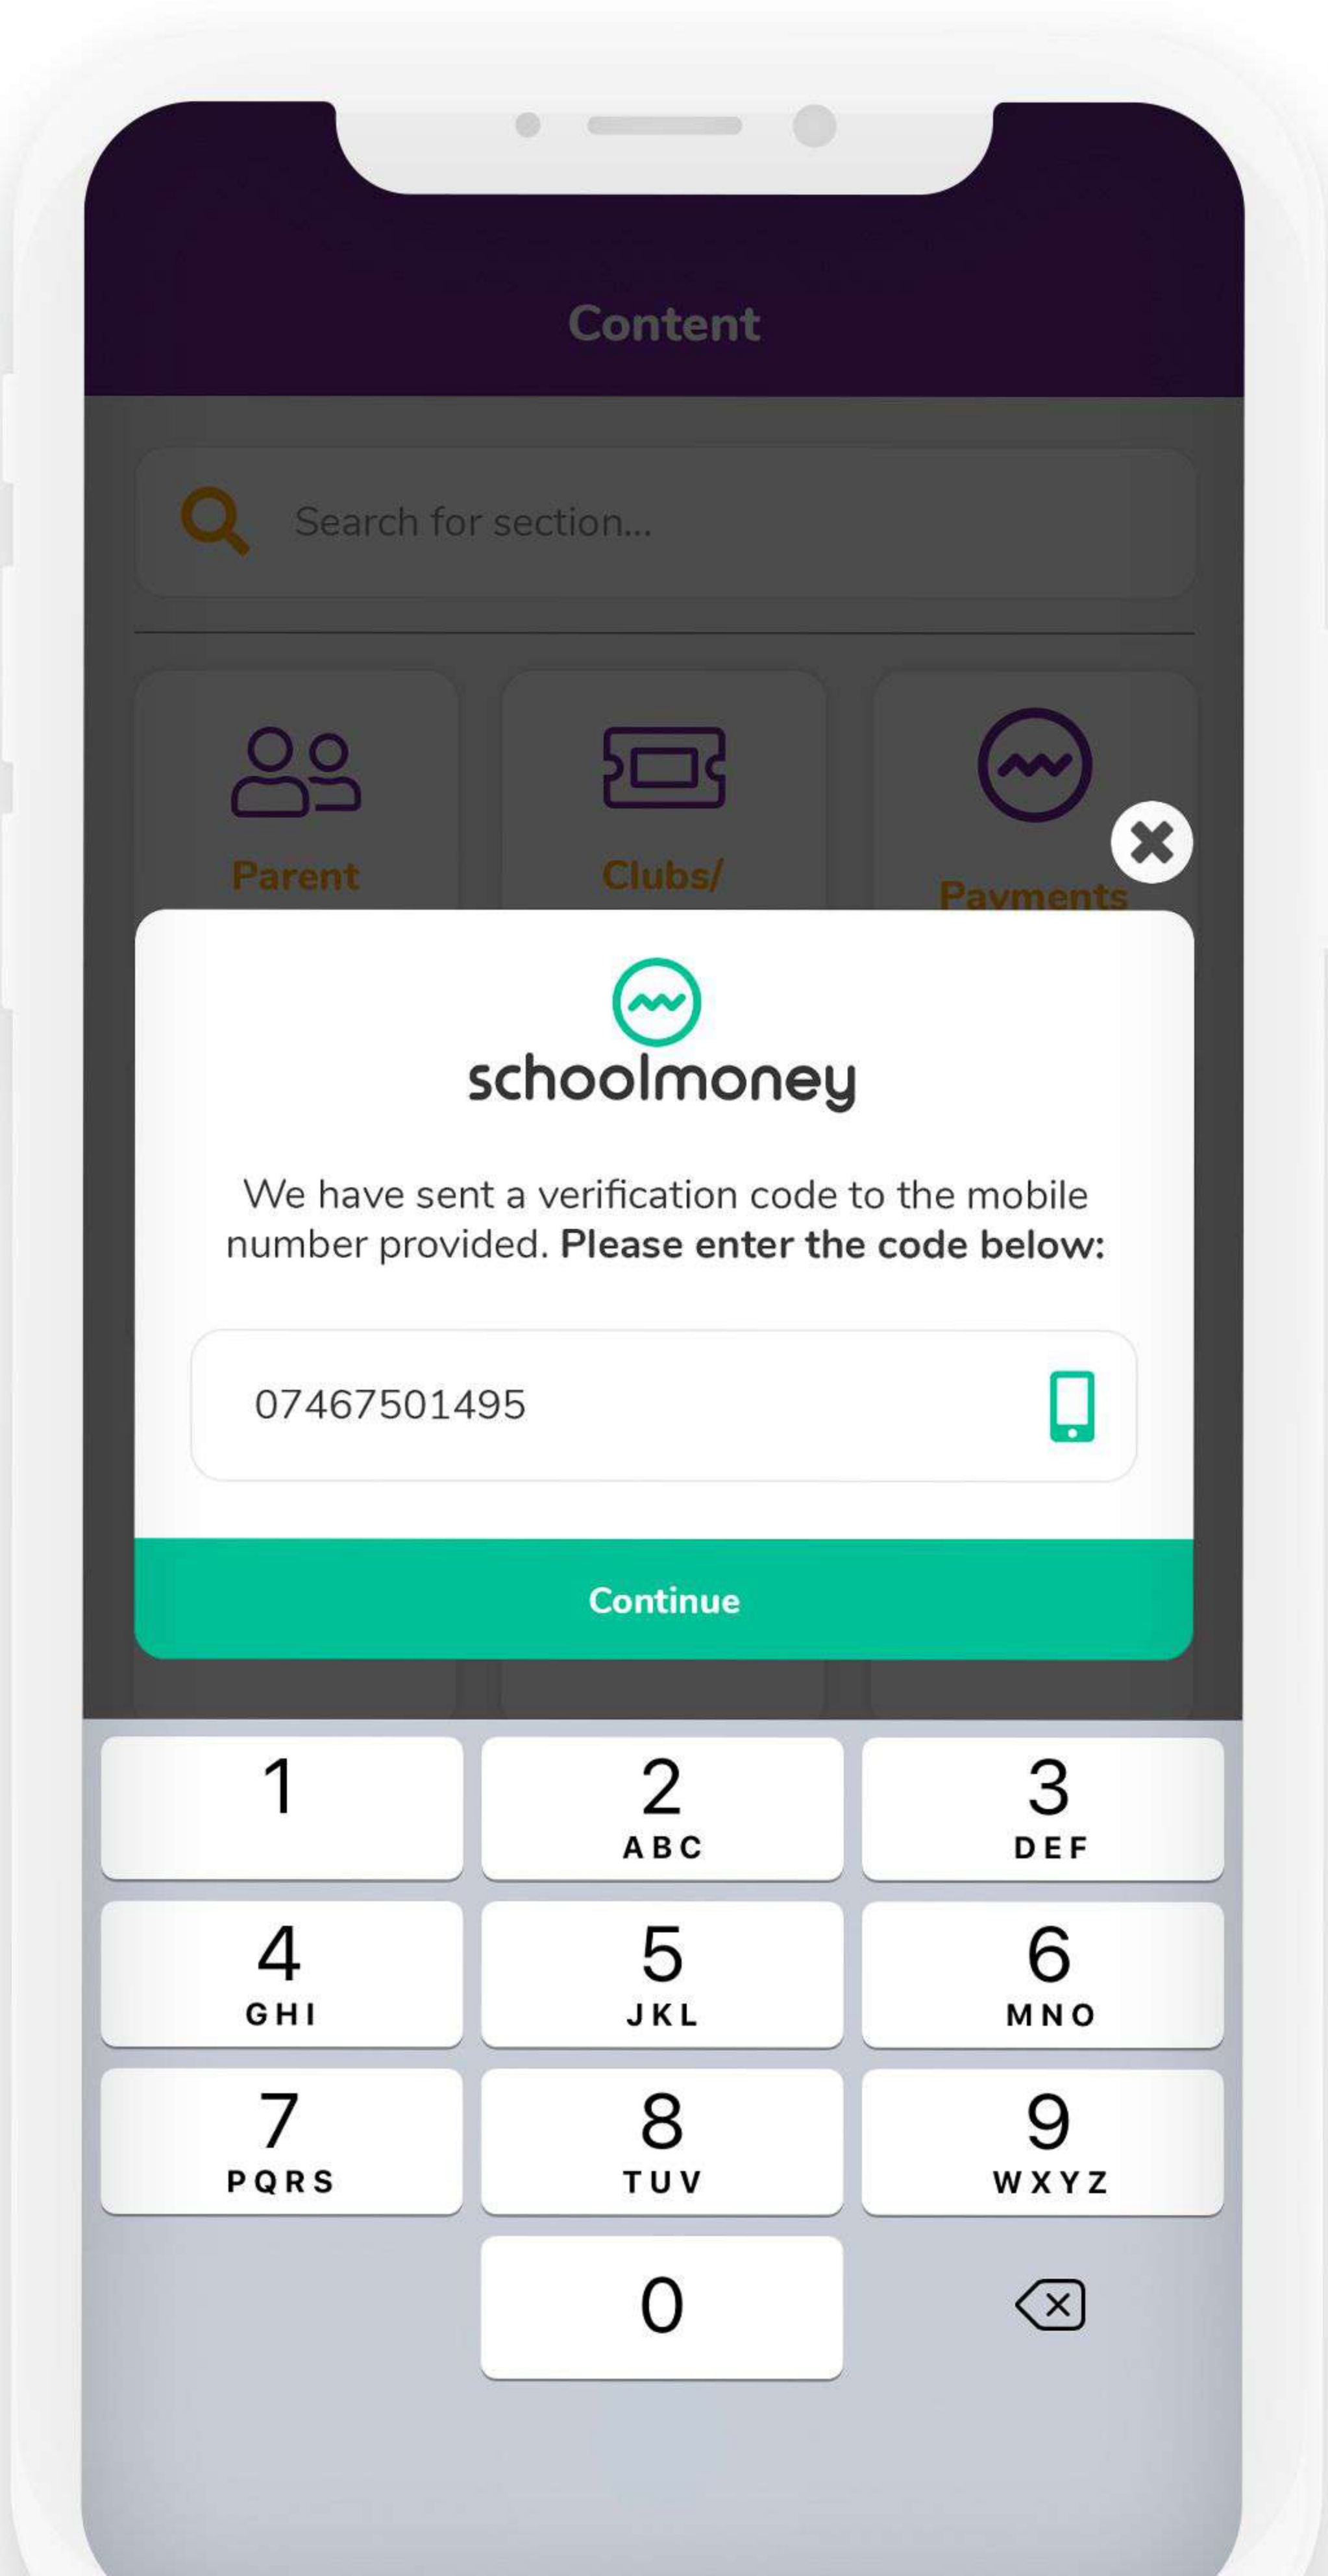 Content
Search for section...
Parent
Clubs/
Payments
schoolmoney
We have sent a verification code to the mobile
number provided. Please enter the code below:
07467501495
Continue
1
2
ABC
3
DEF
4
GHI
5
JKL
6
MNO
7
PQRS
8
TUV
9
WXYZ
0